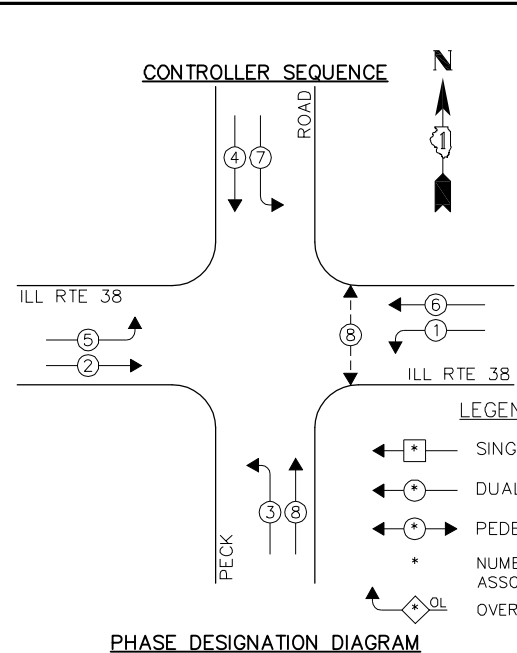 CONTROLLER SEQUENCE
N
ROAD
1
4
7
ILL RTE 38
6
5
8
1
2
ILL RTE 38
LEGEN
* SING
3
8
* DUAL
* PEDE
PECK
* NUME
ASSO
* OL OVER
PHASE DESIGNATION DIAGRAM